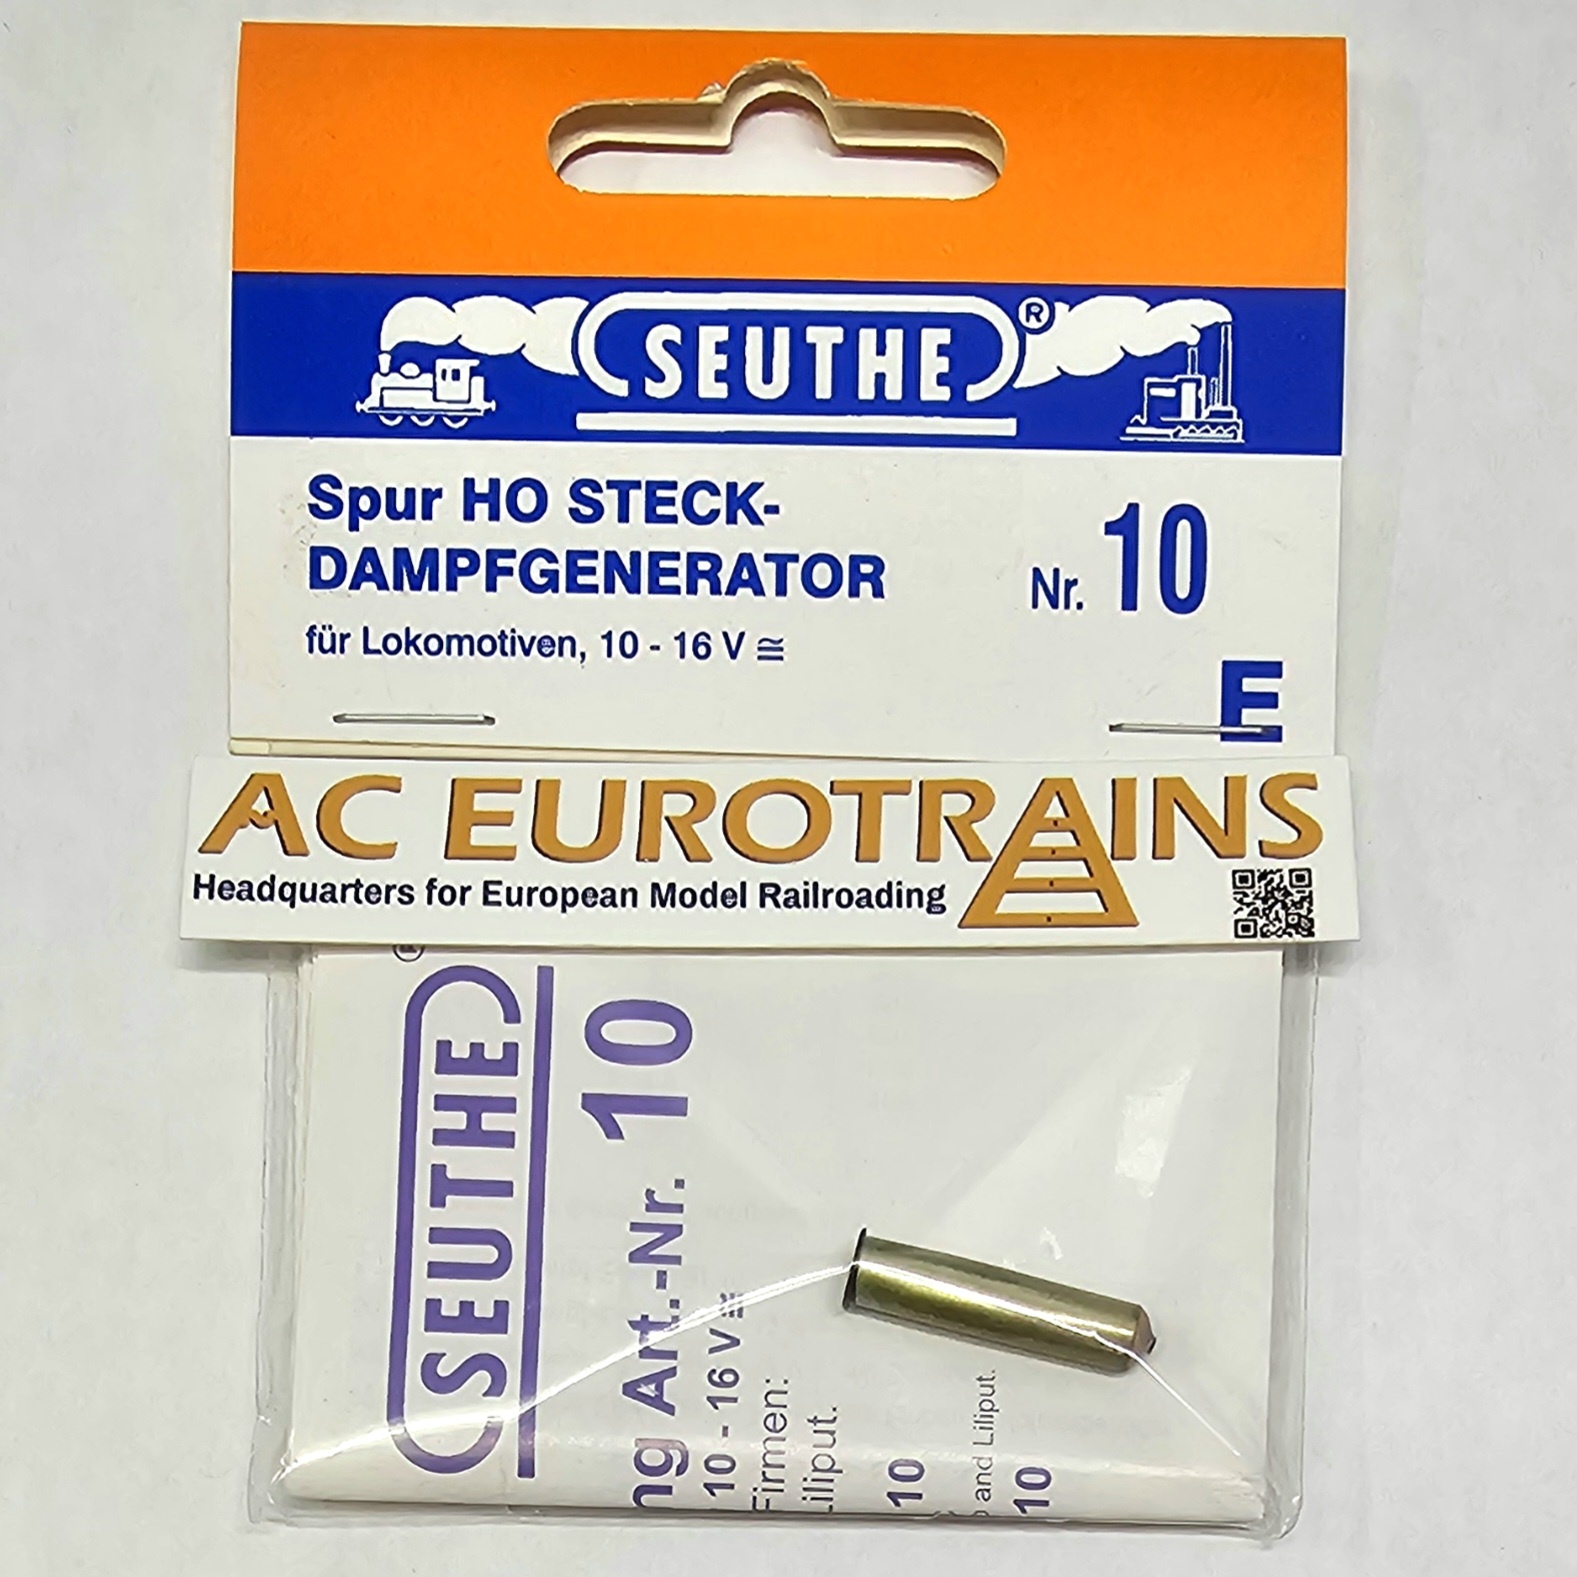 SEUTHE ®
Spur HO STECK-
DAMPFGENERATOR
für Lokomotiven, 10 - 16 V ≅
Nr. 10
E
AC EUROTRAINS
Headquarters for European Model Railroading
SEUTHE
Art.-Nr. 10
10 - 16 V ≅
Firmen:
Liliput.
10
and Liliput.
10